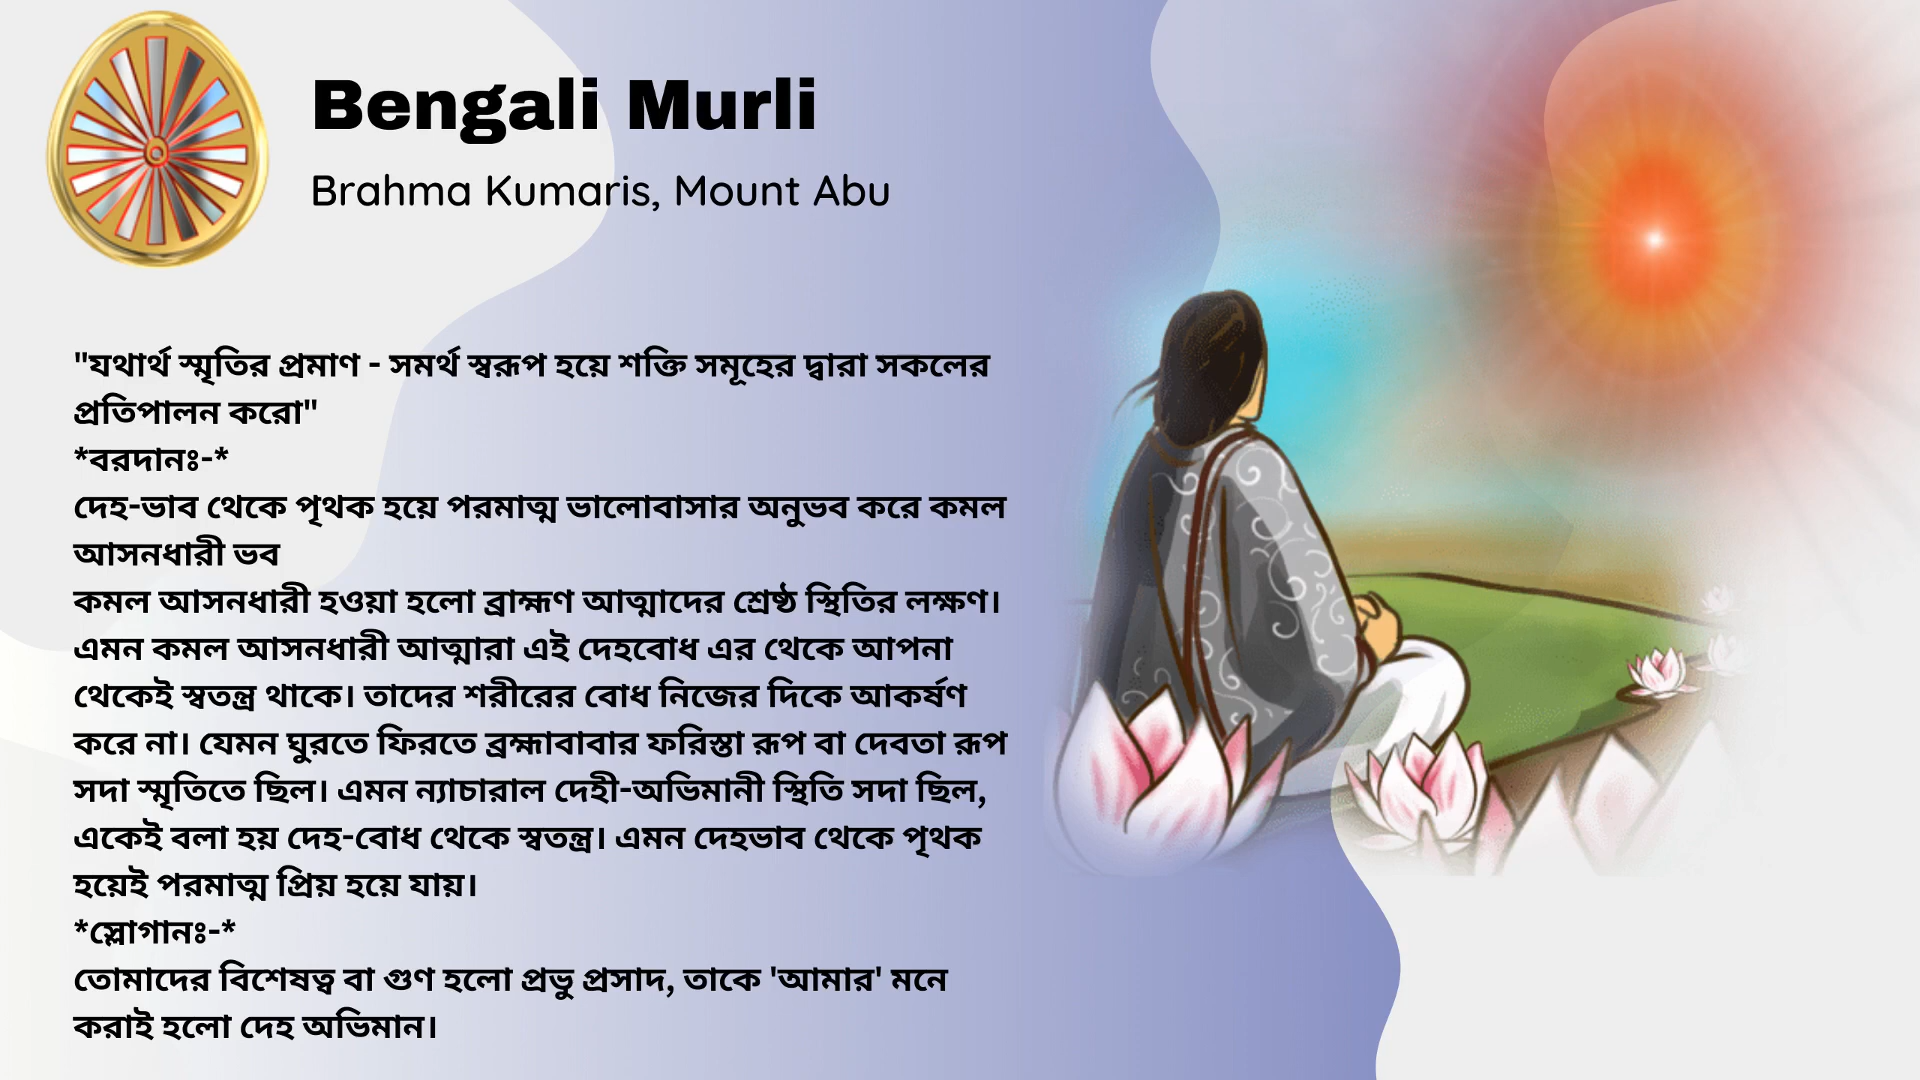 Bengali Murli
Brahma Kumaris, Mount Abu
"যথার্থ স্মৃতির প্রমাণ - সমর্থ স্বরূপ হয়ে শক্তি সমূহের দ্বারা সকলের
প্রতিপালন করো"
*বরদানঃ-*
দেহ-ভাব থেকে পৃথক হয়ে পরমাত্ম ভালোবাসার অনুভব করে কমল
আসনধারী ভব
কমল আসনধারী হওয়া হলো ব্রাহ্মণ আত্মাদের শ্রেষ্ঠ স্থিতির লক্ষণ।
এমন কমল আসনধারী আত্মারা এই দেহবোধ এর থেকে আপনা
থেকেই স্বতন্ত্র থাকে। তাদের শরীরের বোধ নিজের দিকে আকর্ষণ
করে না। যেমন ঘুরতে ফিরতে ব্রহ্মাবাবার ফরিস্তা রূপ বা দেবতা রূপ
সদা স্মৃতিতে ছিল। এমন ন্যাচারাল দেহী-অভিমানী স্থিতি সদা ছিল,
একেই বলা হয় দেহ-বোধ থেকে স্বতন্ত্র। এমন দেহভাব থেকে পৃথক
হয়েই পরমাত্ম প্রিয় হয়ে যায়।
*স্লোগানঃ-*
তোমাদের বিশেষত্ব বা গুণ হলো প্রভু প্রসাদ, তাকে 'আমার' মনে
করাই হলো দেহ অভিমান।